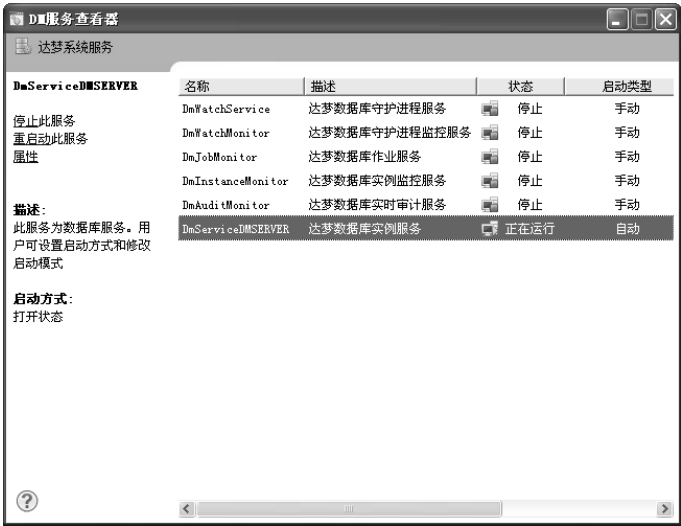 DM服务查看器
达梦系统服务
DmServiceDMSERVER
停止此服务
重启动此服务
属性
描述:
此服务为数据库服务。用
户可设置启动方式和修改
启动模式
启动方式:
打开状态
名称 描述 状态 启动类型
DmWatchService 达梦数据库守护进程服务 停止 手动
DmWatchMonitor 达梦数据库守护进程监控服务 停止 手动
DmJobMonitor 达梦数据库作业服务 停止 手动
DmInstanceMonitor 达梦数据库实例监控服务 停止 手动
DmAuditMonitor 达梦数据库实时审计服务 停止 手动
DmServiceDMSERVER 达梦数据库实例服务 正在运行 自动